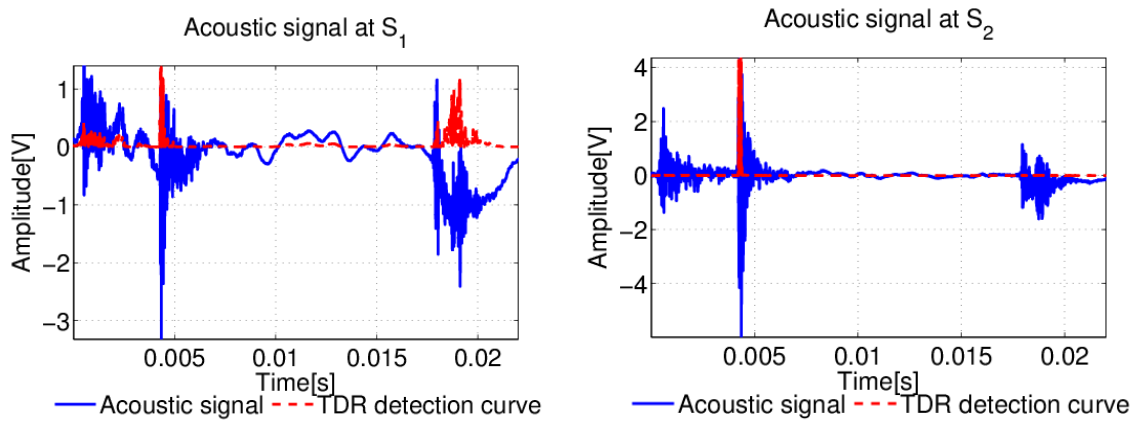 Acoustic signal at S1
Amplitude[V]
1
0
−1
−2
−3
0.005
0.01
0.015
0.02
Time[s]
Acoustic signal
TDR detection curve
Acoustic signal at S2
Amplitude[V]
4
2
0
−2
−4
0.005
0.01
0.015
0.02
Time[s]
Acoustic signal
TDR detection curve